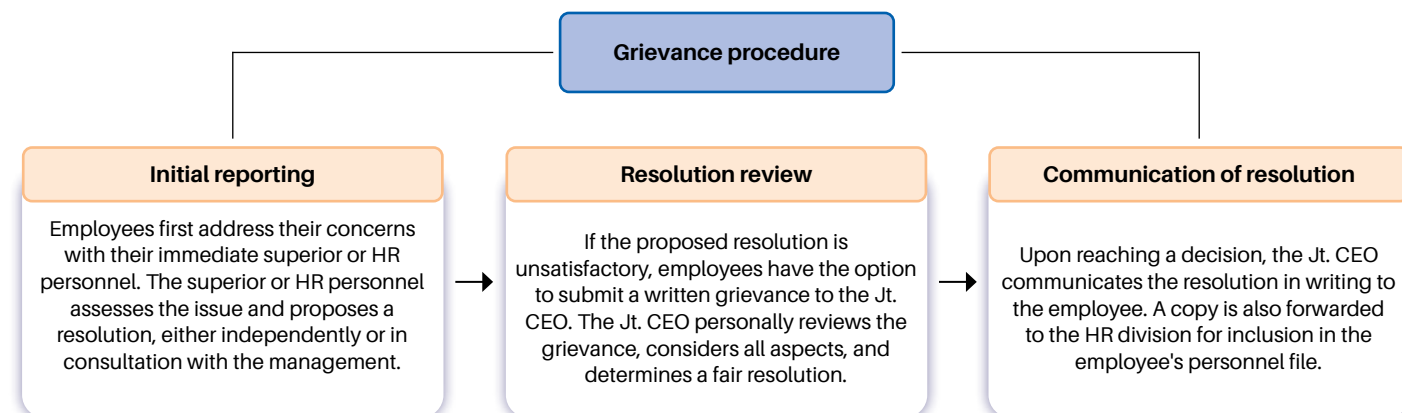 Grievance procedure
Initial reporting
Employees first address their concerns
with their immediate superior or HR
personnel. The superior or HR personnel
assesses the issue and proposes a
resolution, either independently or in
consultation with the management.
Resolution review
If the proposed resolution is
unsatisfactory, employees have the option
to submit a written grievance to the Jt.
CEO. The Jt. CEO personally reviews the
grievance, considers all aspects, and
determines a fair resolution.
Communication of resolution
Upon reaching a decision, the Jt. CEO
communicates the resolution in writing to
the employee. A copy is also forwarded
to the HR division for inclusion in the
employee's personnel file.